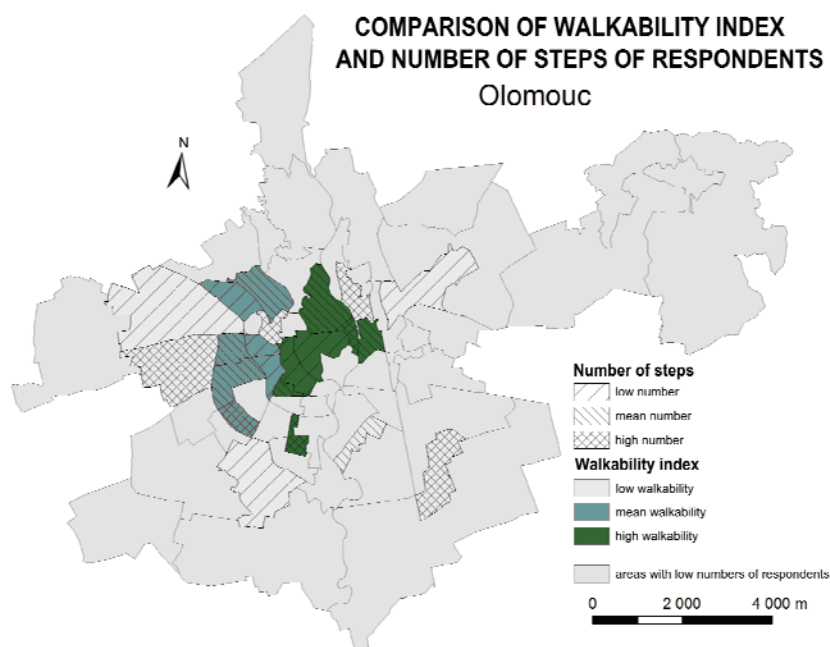 COMPARISON OF WALKABILITY INDEX
AND NUMBER OF STEPS OF RESPONDENTS
Olomouc
N
Number of steps
low number
mean number
high number
Walkability index
low walkability
mean walkability
high walkability
areas with low numbers of respondents
0 2 000 4 000 m